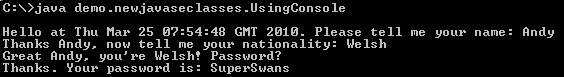 C:\>java demo.newjavaseclasses.UsingConsole
Hello at Thu Mar 25 07:54:48 GMT 2010. Please tell me your name: Andy
Thanks Andy, now tell me your nationality: Welsh
Great Andy, you're Welsh! Password?
Thanks. Your password is: SuperSwans